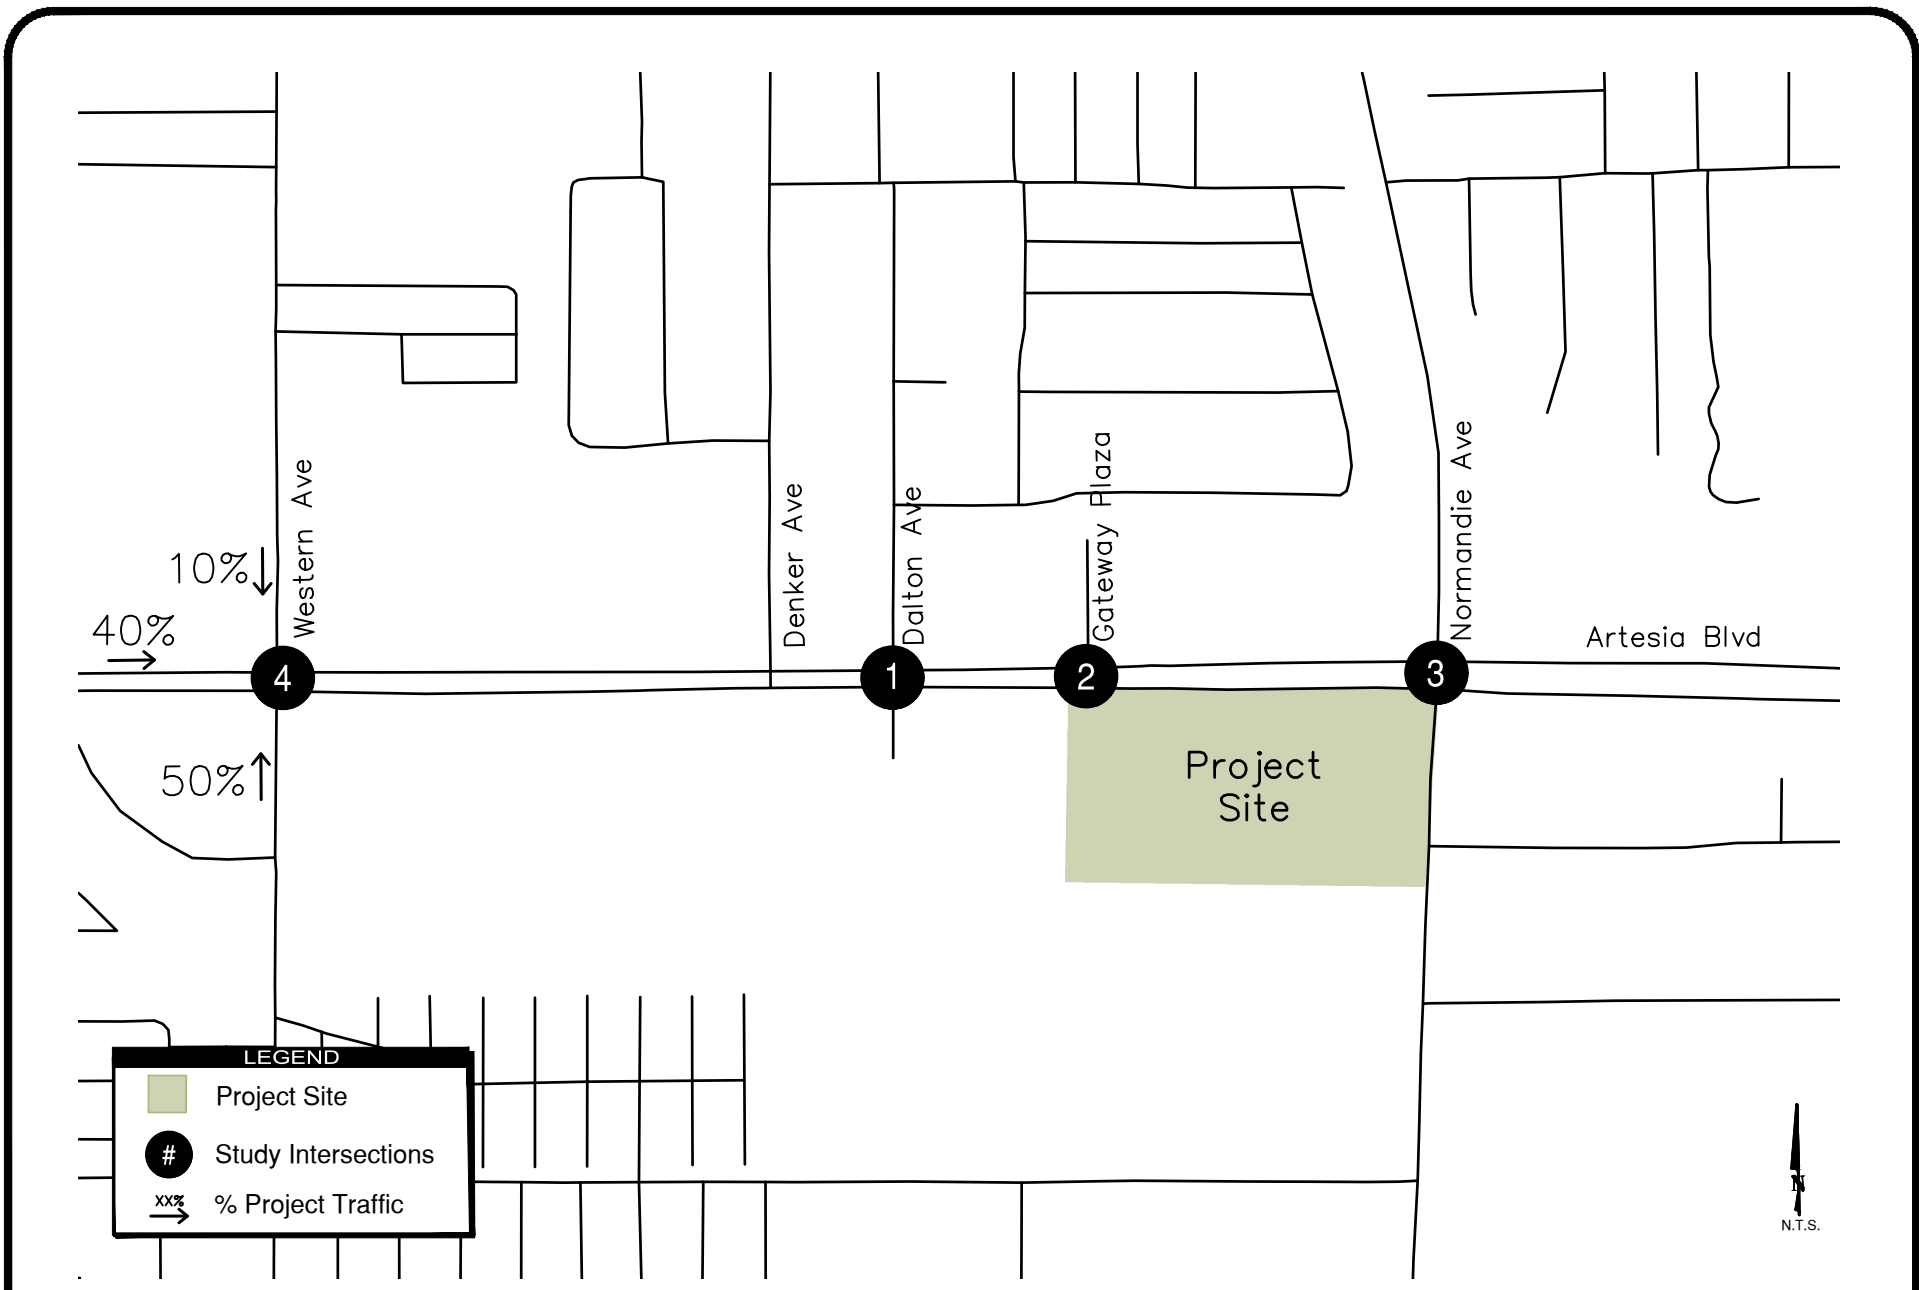 Western Ave
Denker Ave
Dalton Ave
Gateway Plaza
Normandie Ave
10%
40%
Artesia Blvd
4
1
2
3
50%
Project
Site
LEGEND
Project Site
# Study Intersections
XX% % Project Traffic
N
N.T.S.